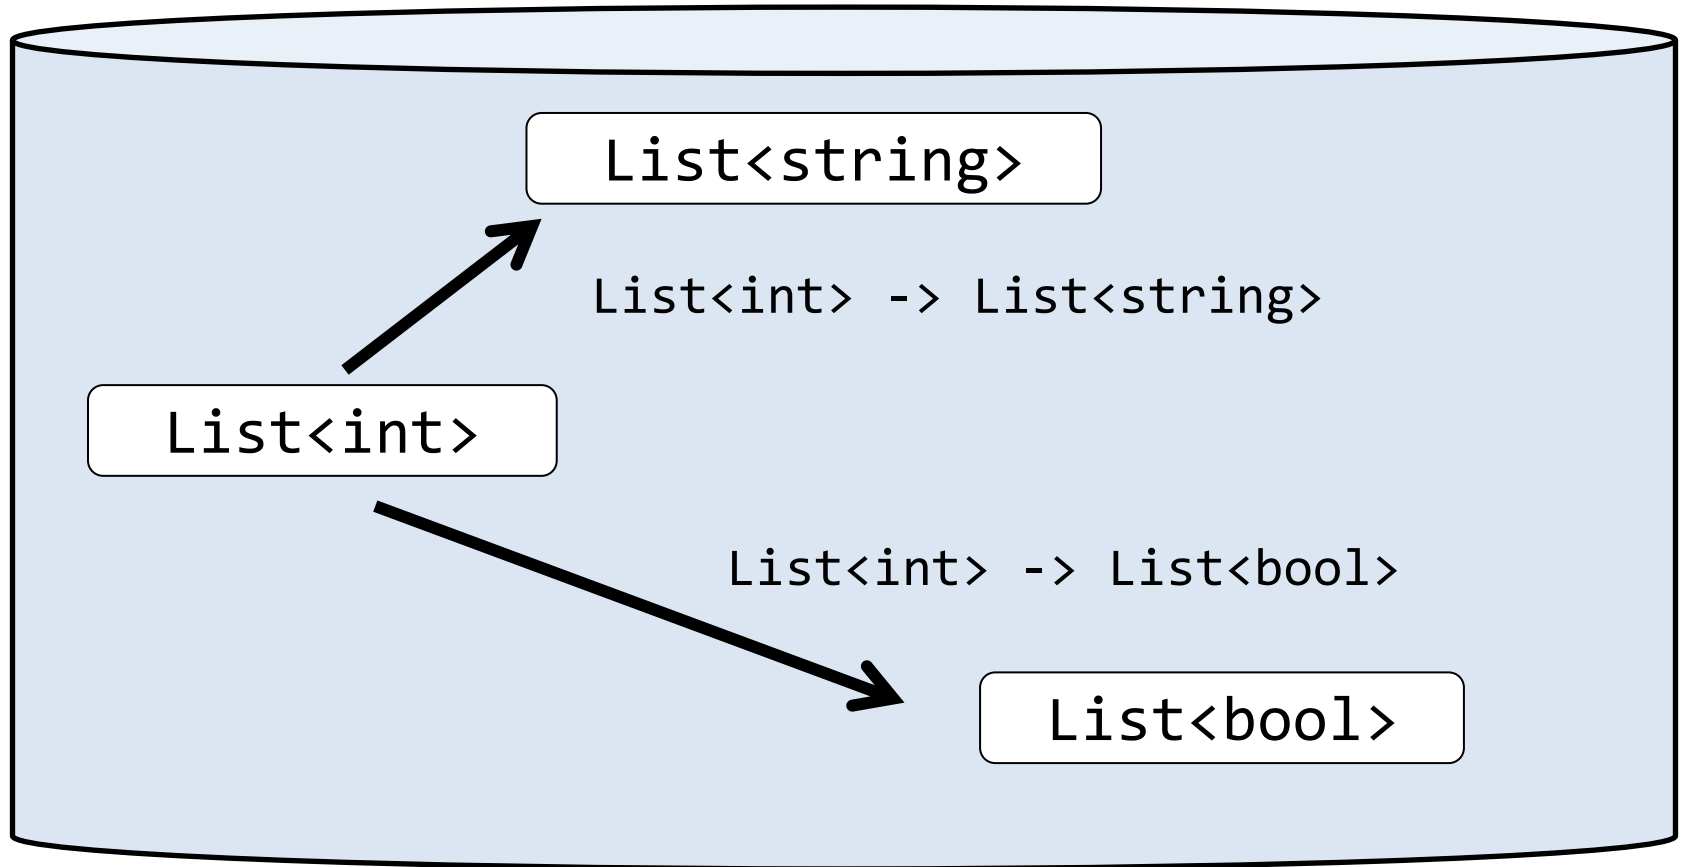 List<string>
List<int> -> List<string>
List<int>
List<int> -> List<bool>
List<bool>